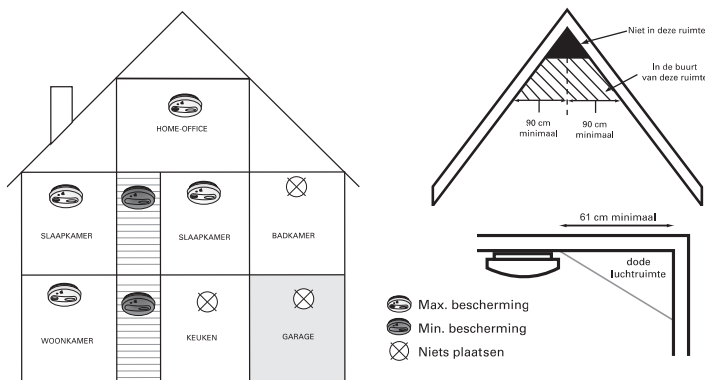 HOME-OFFICE
SLAAPKAMER
SLAAPKAMER
BADKAMER
WOONKAMER
KEUKEN
GARAGE
Niet in deze ruimte
In de buurt
van deze ruimte
90 cm
minimaal
90 cm
minimaal
61 cm minimaal
dode
luchtruimte
Max. bescherming
Min. bescherming
Niets plaatsen